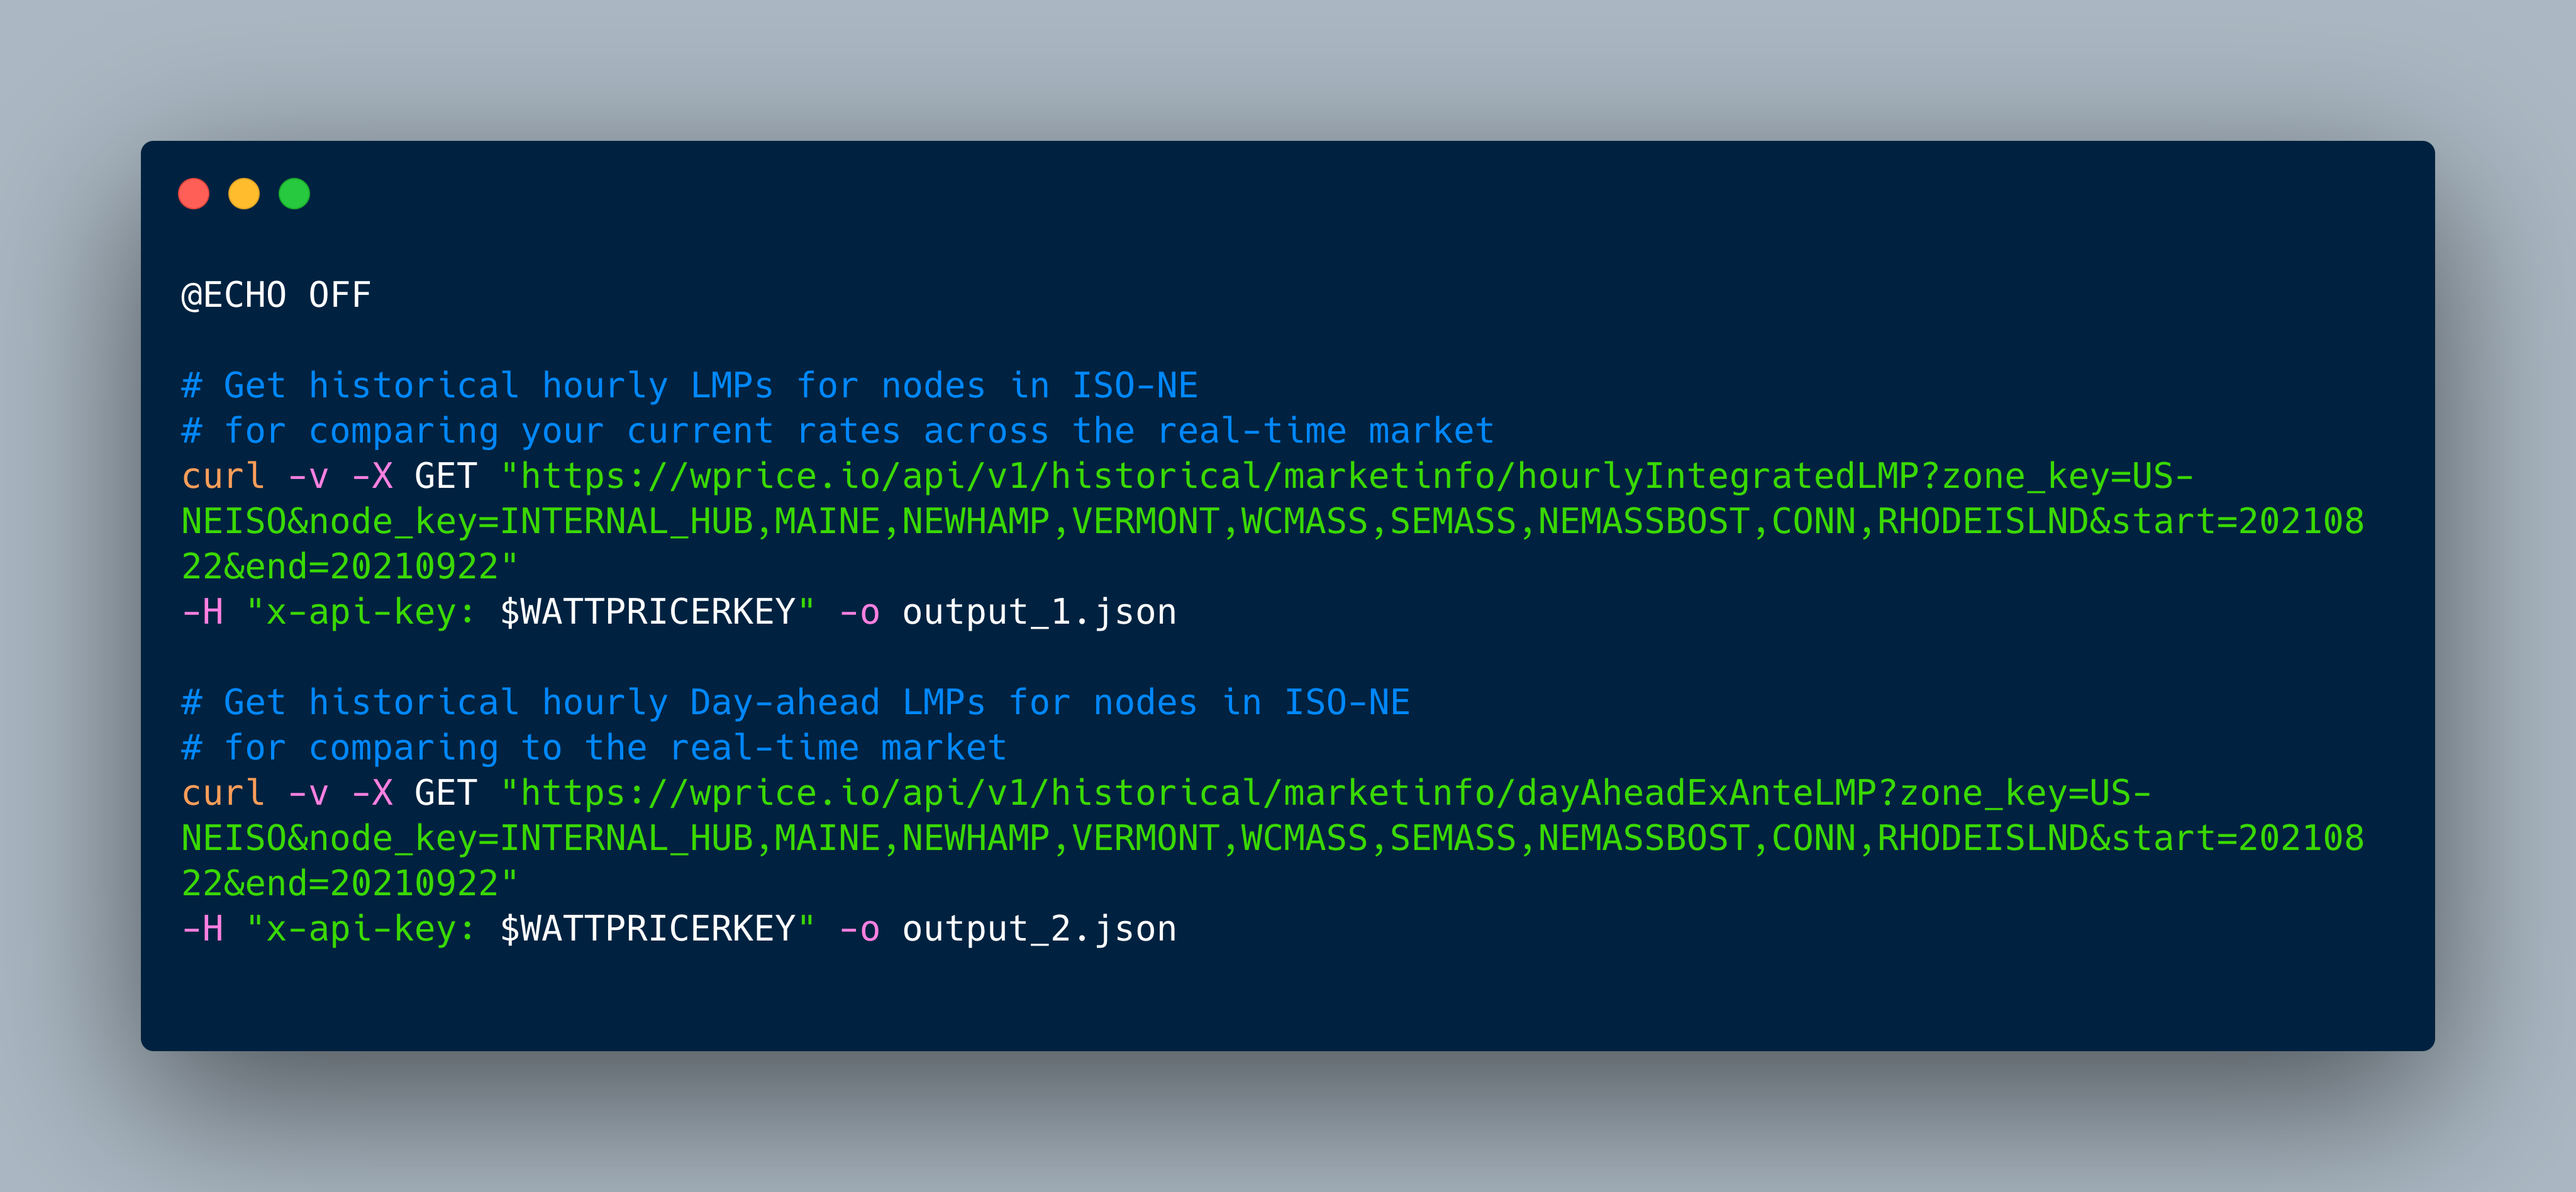 @ECHO OFF
# Get historical hourly LMPs for nodes in ISO-NE
# for comparing your current rates across the real-time market
curl -v -X GET "https://wprice.io/api/v1/historical/marketinfo/hourlyIntegratedLMP?zone_key=US-
NEISO&node_key=INTERNAL_HUB,MAINE,NEWHAMP,VERMONT,WCMASS,SEMASS,NEMASSBOST,CONN,RHODEISLND&start=202108
22&end=20210922"
-H "x-api-key: $WATTPRICERKEY" -o output_1.json
# Get historical hourly Day-ahead LMPs for nodes in ISO-NE
# for comparing to the real-time market
curl -v -X GET "https://wprice.io/api/v1/historical/marketinfo/dayAheadExAnteLMP?zone_key=US-
NEISO&node_key=INTERNAL_HUB,MAINE,NEWHAMP,VERMONT,WCMASS,SEMASS,NEMASSBOST,CONN,RHODEISLND&start=202108
22&end=20210922"
-H "x-api-key: $WATTPRICERKEY" -o output_2.json